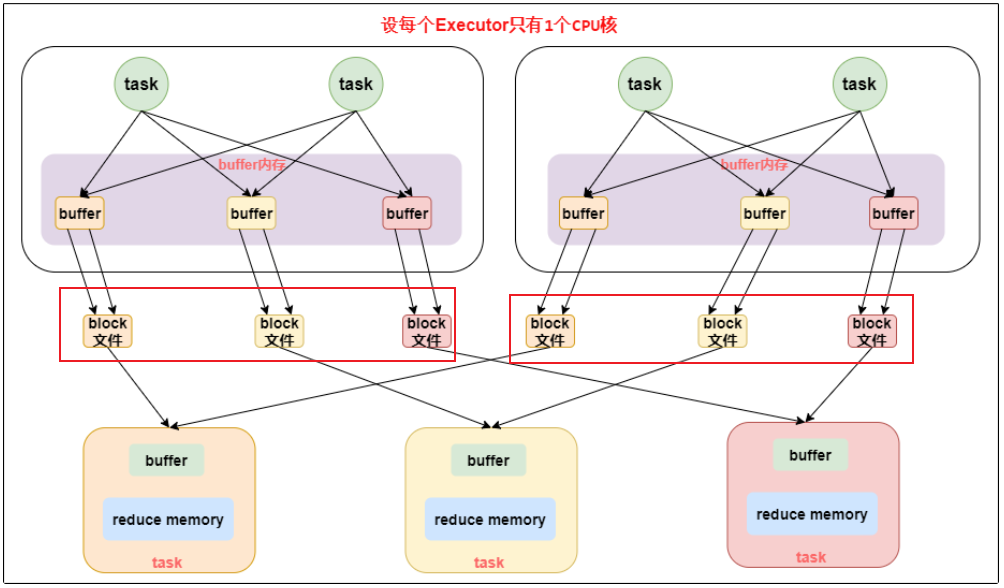 设每个Executor只有1个CPU核
task
task
task
task
buffer内存
buffer内存
buffer
buffer
buffer
buffer
buffer
buffer
block
文件
block
文件
block
文件
block
文件
block
文件
block
文件
buffer
buffer
buffer
reduce memory
reduce memory
reduce memory
task
task
task